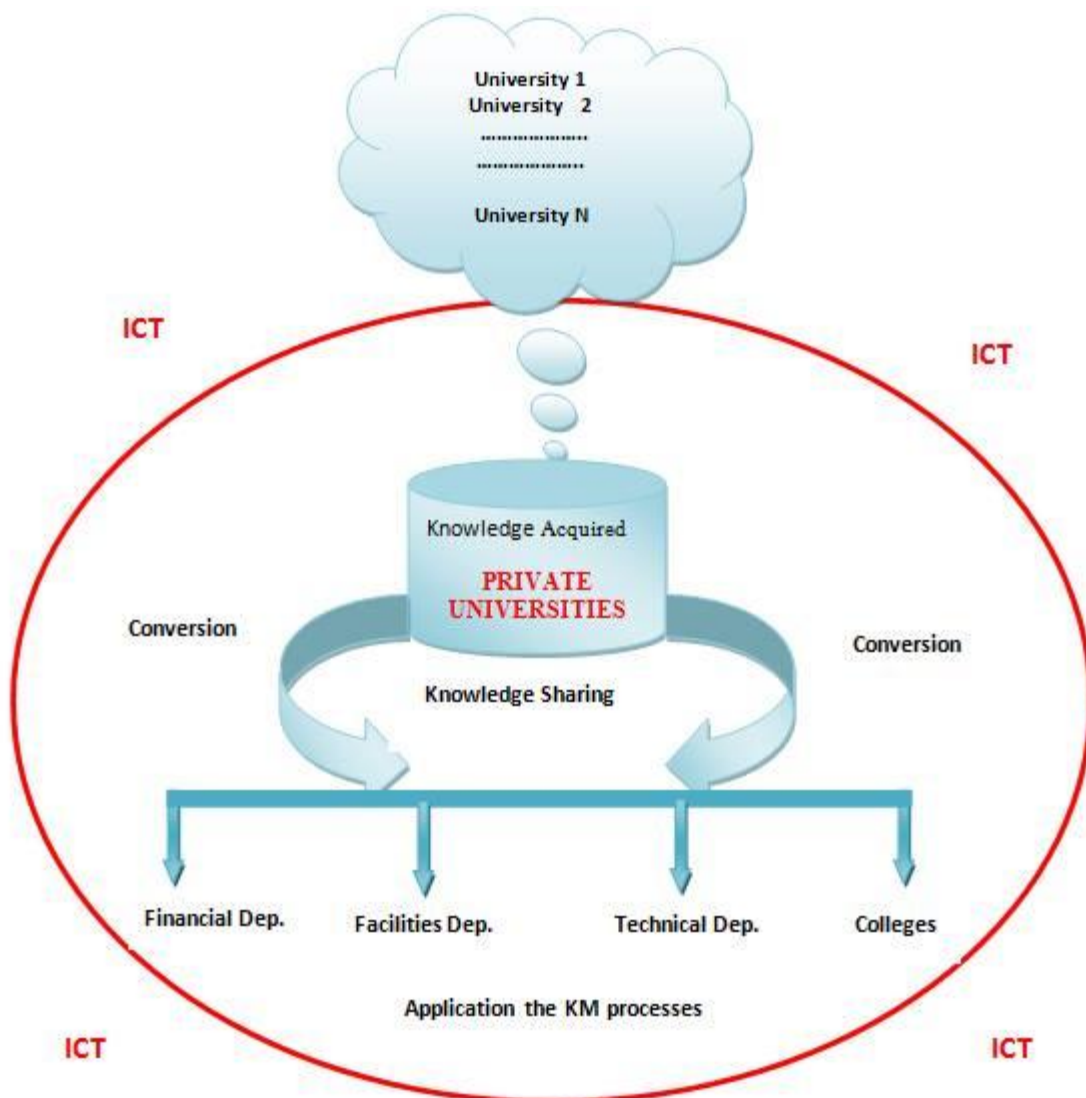 University 1
University 2
......................
......................
University N
ICT
ICT
Knowledge Acquired
PRIVATE
UNIVERSITIES
Conversion
Conversion
Knowledge Sharing
Financial Dep.
Facilities Dep.
Technical Dep.
Colleges
Application the KM processes
ICT
ICT